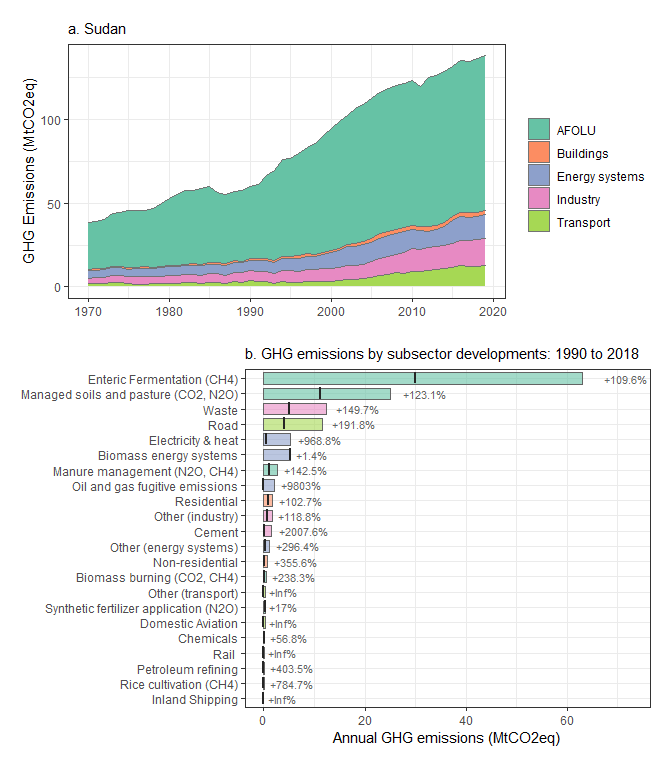 a. Sudan
GHG Emissions (MtCO2eq)
100
50
0
1970
1980
1990
2000
2010
2020
AFOLU
Buildings
Energy systems
Industry
Transport
b. GHG emissions by subsector developments: 1990 to 2018
Enteric Fermentation (CH4) +109.6%
Managed soils and pasture (CO2, N2O) +123.1%
Waste +149.7%
Road +191.8%
Electricity & heat +968.8%
Biomass energy systems +1.4%
Manure management (N2O, CH4) +142.5%
Oil and gas fugitive emissions +9803%
Residential +102.7%
Other (industry) +118.8%
Cement +2007.6%
Other (energy systems) +296.4%
Non-residential +355.6%
Biomass burning (CO2, CH4) +238.3%
Other (transport) +Inf%
Synthetic fertilizer application (N2O) +17%
Domestic Aviation +Inf%
Chemicals +56.8%
Rail +Inf%
Petroleum refining +403.5%
Rice cultivation (CH4) +784.7%
Inland Shipping +Inf%
0
20
40
60
Annual GHG emissions (MtCO2eq)